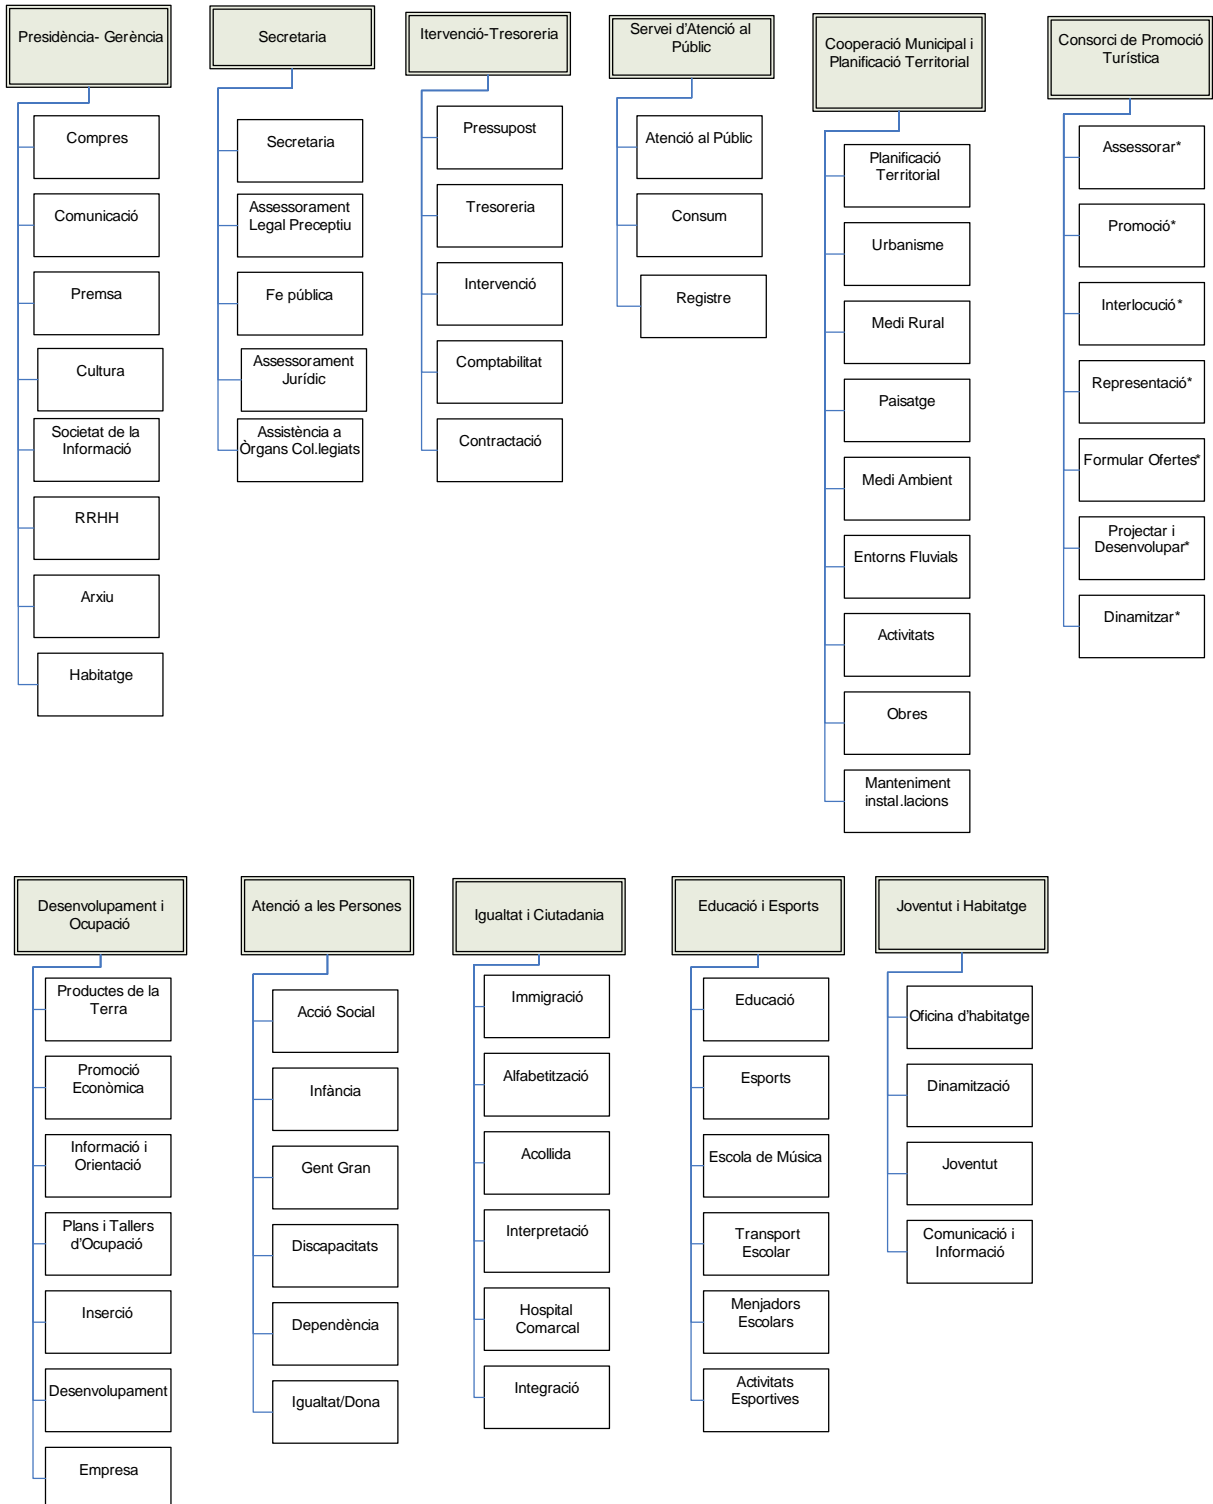 Presidència- Gerència
Compres
Comunicació
Premsa
Cultura
Societat de la
Informació
RRHH
Arxiu
Habitatge
Secretaria
Secretaria
Assessorament
Legal Preceptiu
Fe pública
Assessorament
Jurídic
Assistència a
Òrgans Col.legiats
Itervenció-Tresoreria
Pressupost
Tresoreria
Intervenció
Comptabilitat
Contractació
Servei d'Atenció al
Públic
Atenció al Públic
Consum
Registre
Cooperació Municipal i
Planificació Territorial
Planificació
Territorial
Urbanisme
Medi Rural
Paisatge
Medi Ambient
Entorns Fluvials
Activitats
Obres
Manteniment
instal.lacions
Consorci de Promoció
Turística
Assessorar*
Promoció*
Interlocució*
Representació*
Formular Ofertes*
Projectar i
Desenvolupar*
Dinamitzar*
Desenvolupament i
Ocupació
Productes de la
Terra
Promoció
Econòmica
Informació i
Orientació
Plans i Tallers
d'Ocupació
Inserció
Desenvolupament
Empresa
Atenció a les Persones
Acció Social
Infància
Gent Gran
Discapacitats
Dependència
Igualtat/Dona
Igualtat i Ciutadania
Immigració
Alfabetització
Acollida
Interpretació
Hospital
Comarcal
Integració
Educació i Esports
Educació
Esports
Escola de Música
Transport
Escolar
Menjadors
Escolars
Activitats
Esportives
Joventut i Habitatge
Oficina d'habitatge
Dinamització
Joventut
Comunicació i
Informació